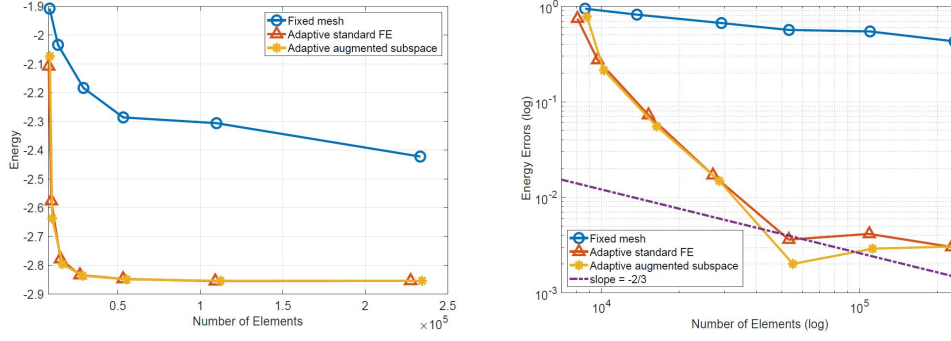 -1.9
-2
-2.1
-2.2
-2.3
-2.4
-2.5
-2.6
-2.7
-2.8
-2.9
Energy
Fixed mesh
Adaptive standard FE
Adaptive augmented subspace
0.5
1
1.5
2
2.5
×10^5
Number of Elements
10^0
10^-1
10^-2
10^-3
Energy Errors (log)
Fixed mesh
Adaptive standard FE
Adaptive augmented subspace
slope = -2/3
10^4
10^5
Number of Elements (log)